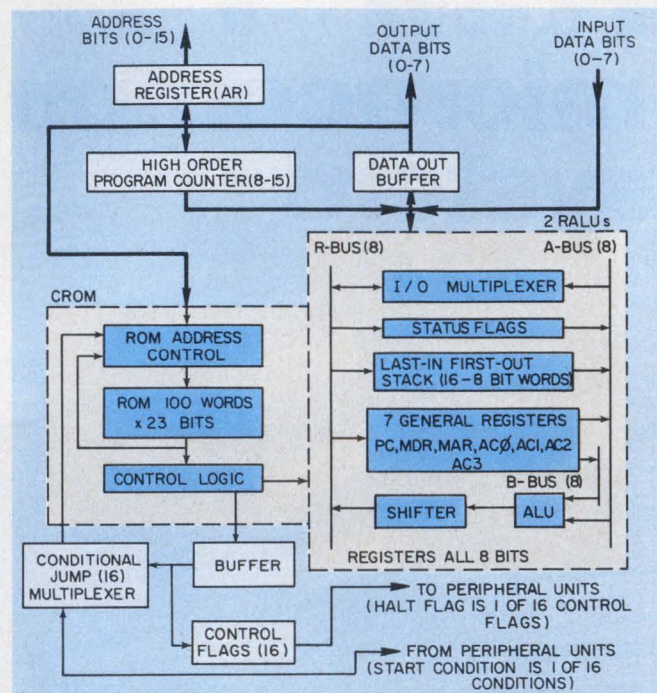 ADDRESS
BITS (0-15)
OUTPUT
DATA BITS
(0-7)
INPUT
DATA BITS
(0-7)
ADDRESS
REGISTER (AR)
HIGH ORDER
PROGRAM COUNTER (8-15)
DATA OUT
BUFFER
2 RALUs
R-BUS (8)
A-BUS (8)
I/O MULTIPLEXER
STATUS FLAGS
LAST-IN FIRST-OUT
STACK (16-8 BIT WORDS)
7 GENERAL REGISTERS
PC, MDR, MAR, ACØ, AC1, AC2
AC3
B-BUS (8)
SHIFTER
ALU
REGISTERS ALL 8 BITS
CROM
ROM ADDRESS
CONTROL
ROM 100 WORDS
x 23 BITS
CONTROL LOGIC
CONDITIONAL
JUMP (16)
MULTIPLEXER
BUFFER
CONTROL
FLAGS (16)
TO PERIPHERAL UNITS
(HALT FLAG IS 1 OF 16 CONTROL
FLAGS)
FROM PERIPHERAL UNITS
(START CONDITION IS 1 OF 16
CONDITIONS)